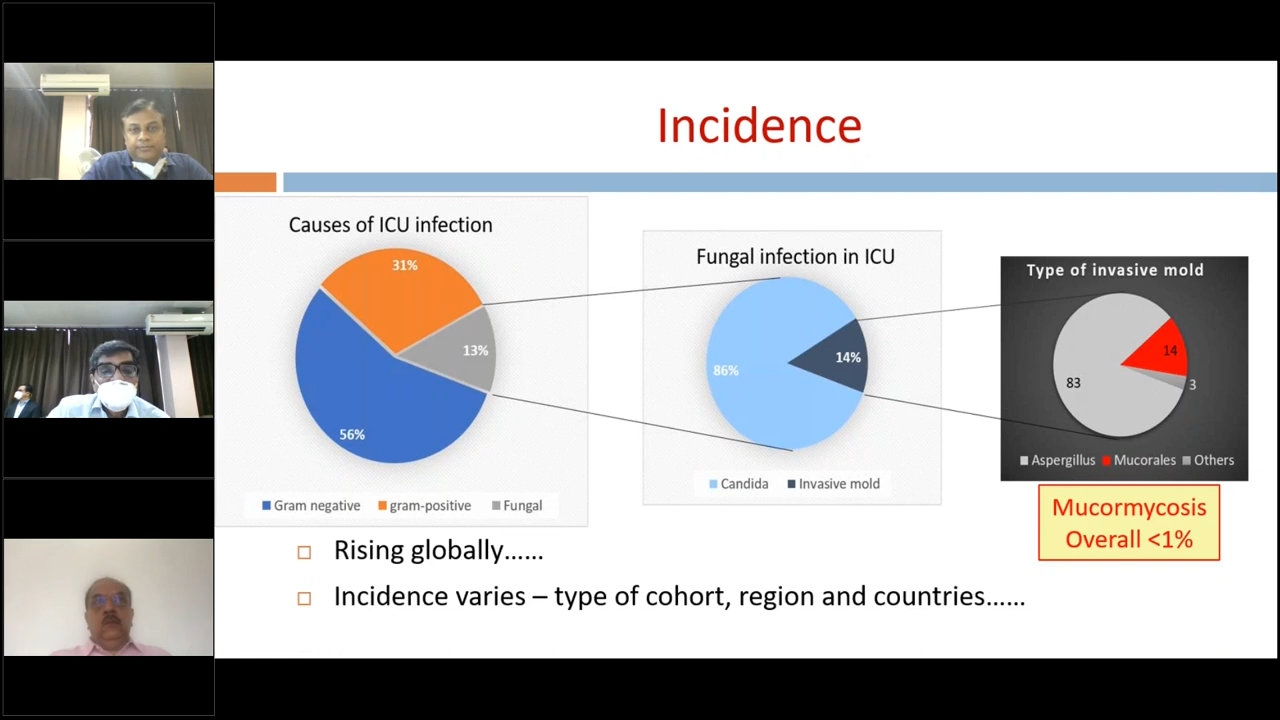 Incidence
Causes of ICU infection
31%
13%
56%
Gram negative gram-positive Fungal
Fungal infection in ICU
86%
14%
Candida Invasive mold
Type of invasive mold
14
83
3
Aspergillus Mucorales Others
Mucormycosis
Overall <1%
Rising globally......
Incidence varies – type of cohort, region and countries......